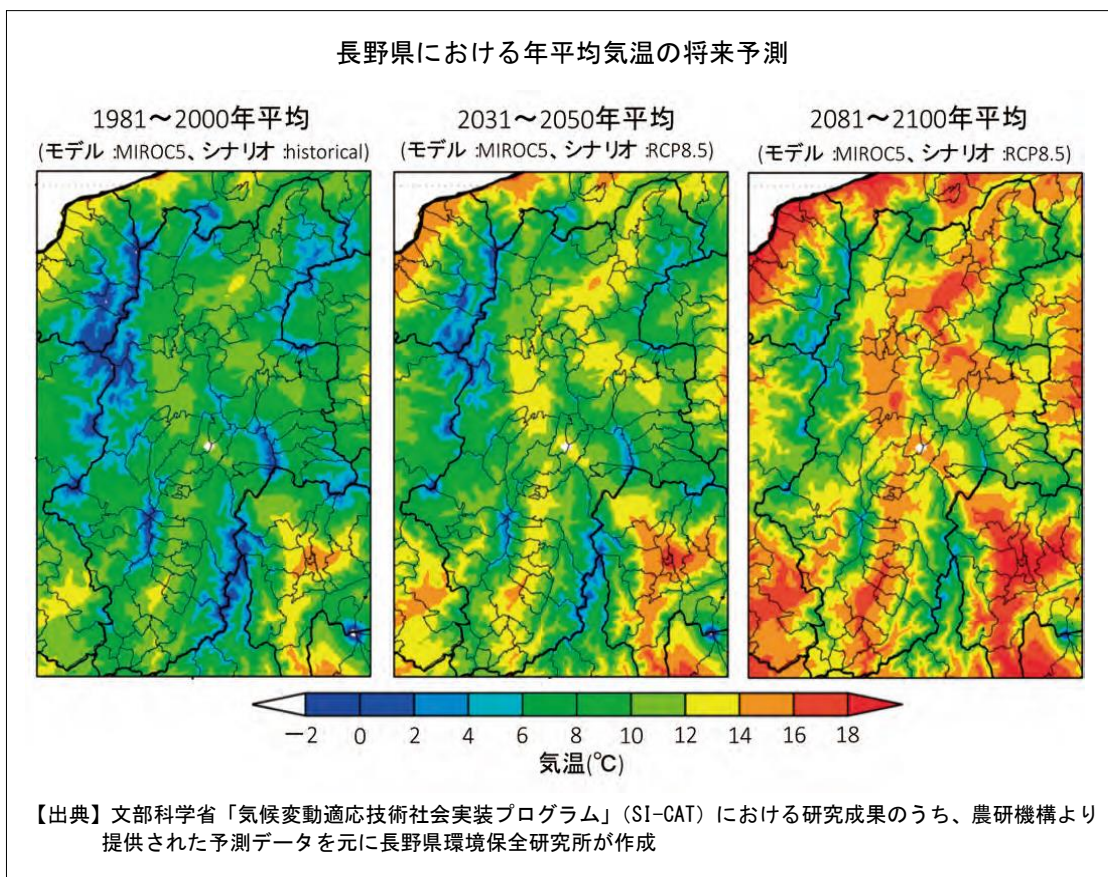 長野県における年平均気温の将来予測
1981～2000年平均
(モデル :MIROC5、シナリオ :historical)
2031～2050年平均
(モデル :MIROC5、シナリオ :RCP8.5)
2081～2100年平均
(モデル :MIROC5、シナリオ :RCP8.5)
－2 0 2 4 6 8 10 12 14 16 18
気温(℃)
【出典】文部科学省「気候変動適応技術社会実装プログラム」(SI-CAT) における研究成果のうち、農研機構より
提供された予測データを元に長野県環境保全研究所が作成